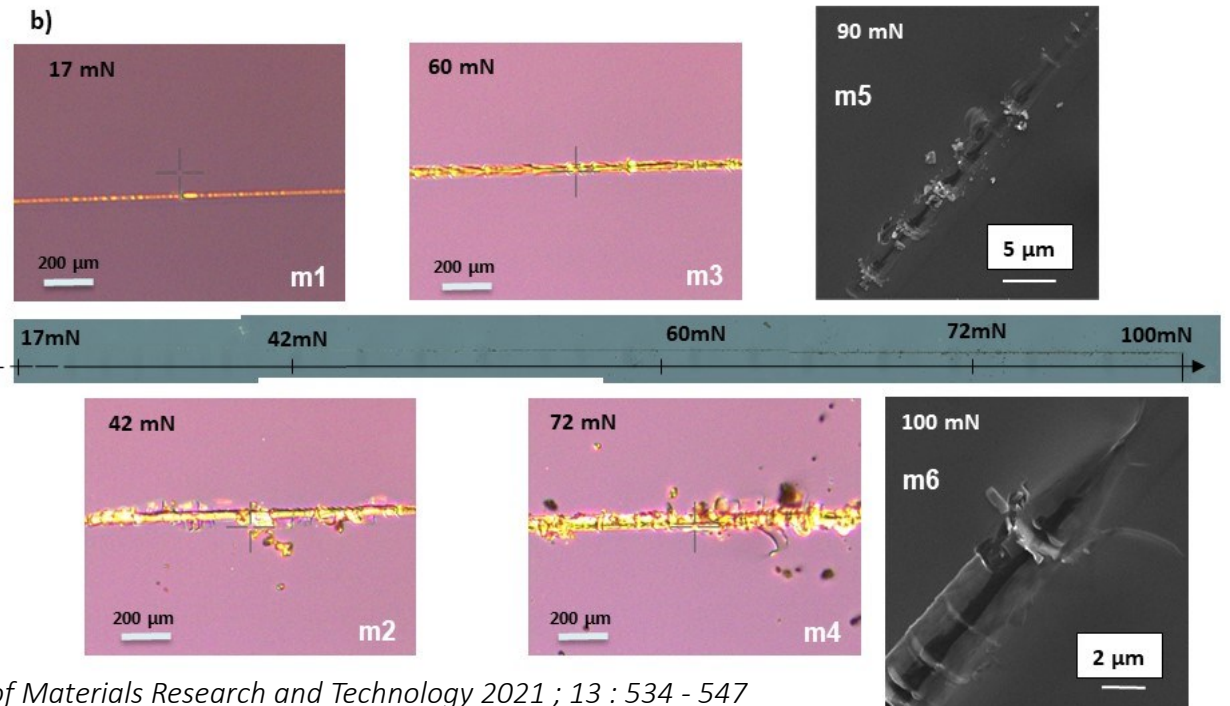 b)
17 mN
200 µm
m1
60 mN
200 µm
m3
90 mN
m5
5 µm
17mN
42mN
60mN
72mN
100mN
42 mN
200 µm
m2
72 mN
200 µm
m4
100 mN
m6
2 µm
of Materials Research and Technology 2021 ; 13 : 534 - 547